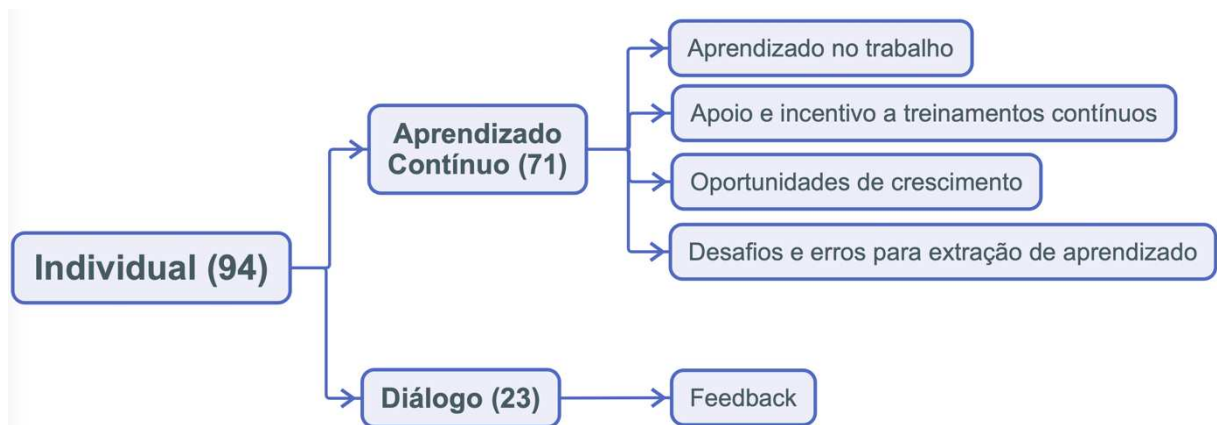 Individual (94)
Aprendizado
Contínuo (71)
Aprendizado no trabalho
Apoio e incentivo a treinamentos contínuos
Oportunidades de crescimento
Desafios e erros para extração de aprendizado
Diálogo (23)
Feedback